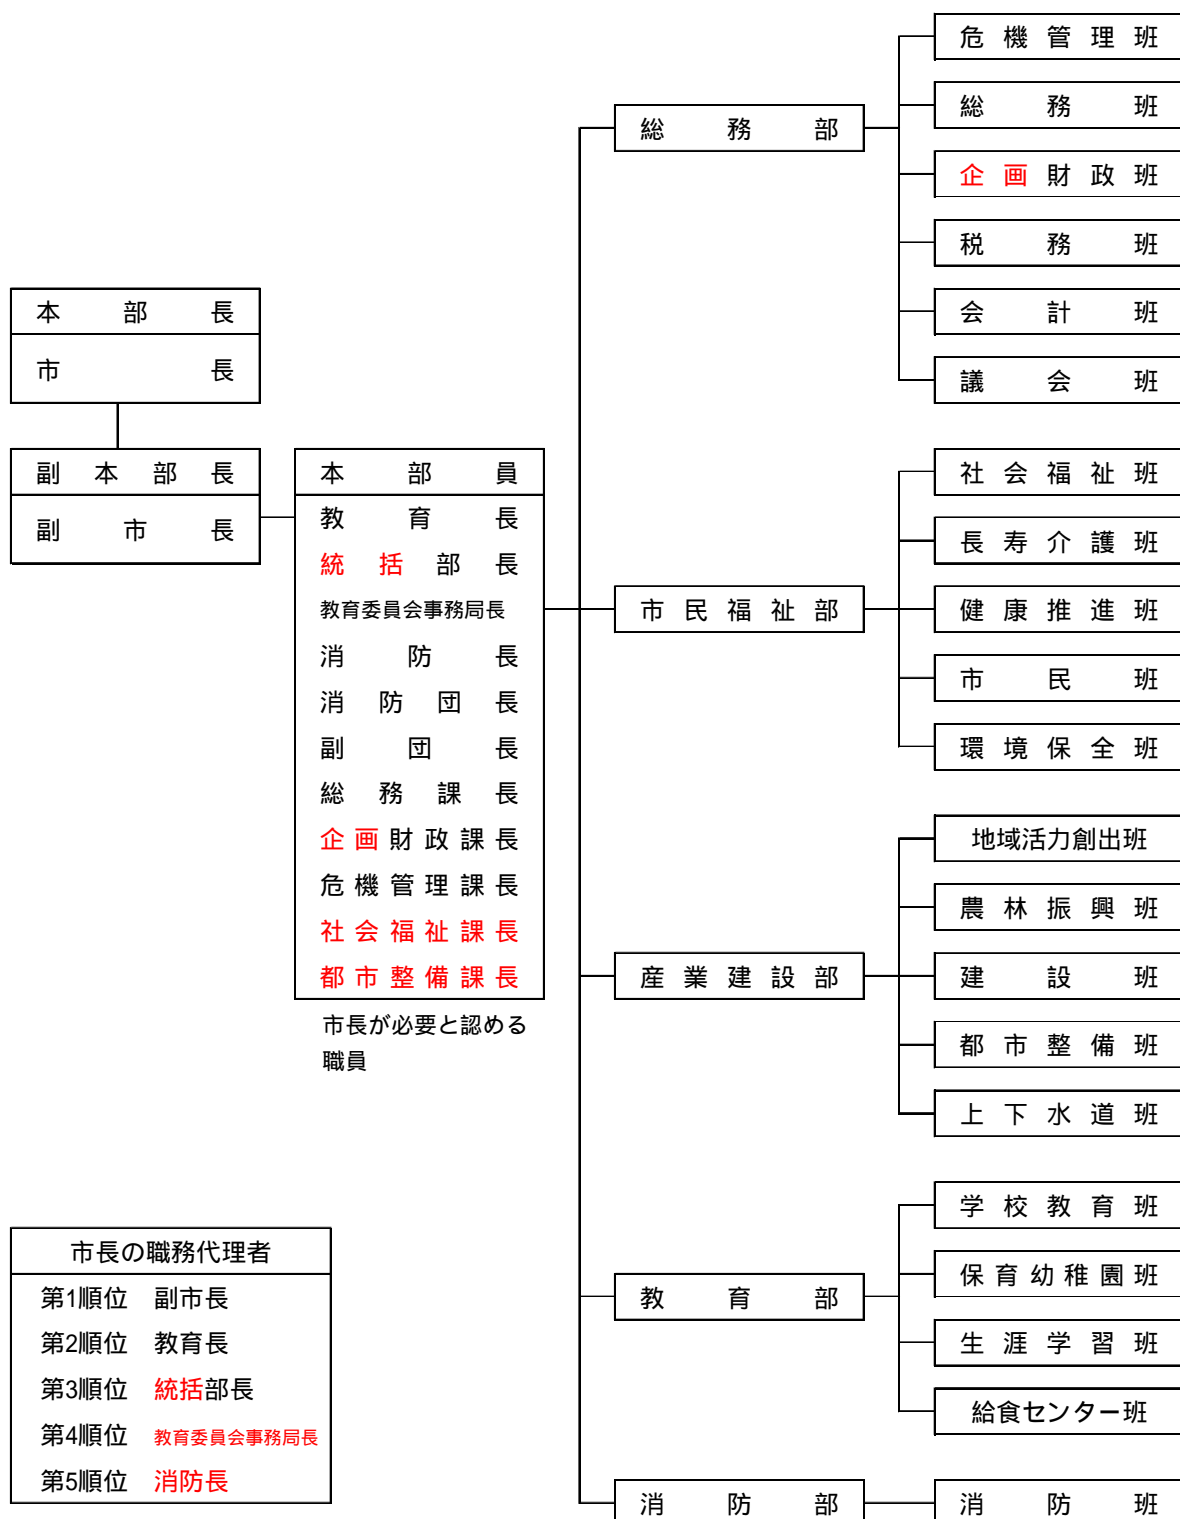 本部長
市長
副本部長
副市長
本部員
教育長
統括部長
教育委員会事務局長
消防長
消防団長
副団長
総務課長
企画財政課長
危機管理課長
社会福祉課長
都市整備課長
市長が必要と認める
職員
市長の職務代理者
第1順位 副市長
第2順位 教育長
第3順位 統括部長
第4順位 教育委員会事務局長
第5順位 消防長
総務部
危機管理班
総務班
企画財政班
税務班
会計班
議会班
市民福祉部
社会福祉班
長寿介護班
健康推進班
市民班
環境保全班
産業建設部
地域活力創出班
農林振興班
建設班
都市整備班
上下水道班
教育部
学校教育班
保育幼稚園班
生涯学習班
給食センター班
消防部
消防班